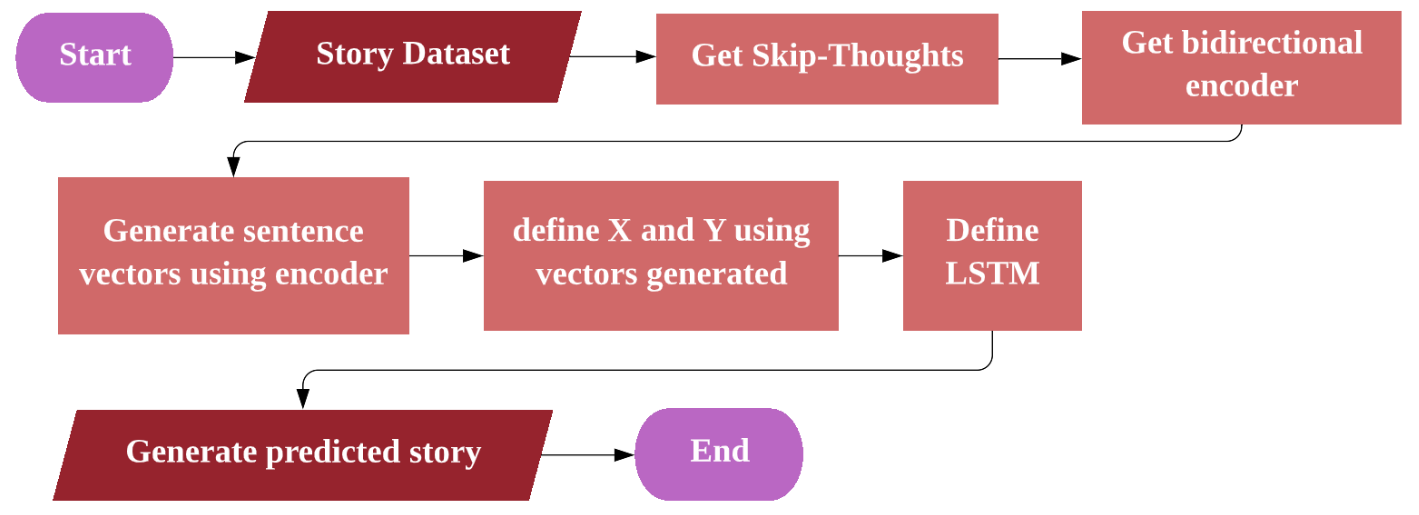 Start
Story Dataset
Get Skip-Thoughts
Get bidirectional
encoder
Generate sentence
vectors using encoder
define X and Y using
vectors generated
Define
LSTM
Generate predicted story
End